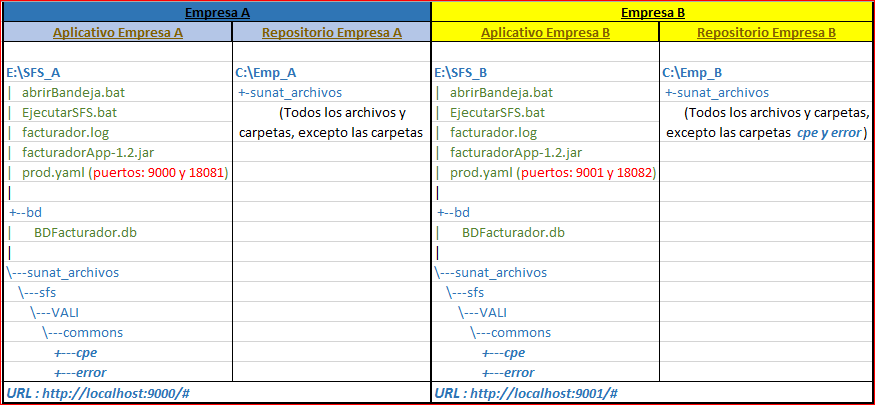 Empresa A
Empresa B
Aplicativo Empresa A
Repositorio Empresa A
Aplicativo Empresa B
Repositorio Empresa B
E:\SFS_A
C:\Emp_A
E:\SFS_B
C:\Emp_B
| abrirBandeja.bat
+-sunat_archivos
| abrirBandeja.bat
+-sunat_archivos
| EjecutarSFS.bat
(Todos los archivos y
| EjecutarSFS.bat
(Todos los archivos y carpetas,
| facturador.log
carpetas, excepto las carpetas
| facturador.log
excepto las carpetas cpe y error)
| facturadorApp-1.2.jar
| facturadorApp-1.2.jar
| prod.yaml (puertos: 9000 y 18081)
| prod.yaml (puertos: 9001 y 18082)
|
|
+--bd
+--bd
| BDFacturador.db
| BDFacturador.db
|
|
\---sunat_archivos
\---sunat_archivos
\---sfs
\---sfs
\---VALI
\---VALI
\---commons
\---commons
+---cpe
+---cpe
+---error
+---error
URL : http://localhost:9000/#
URL : http://localhost:9001/#